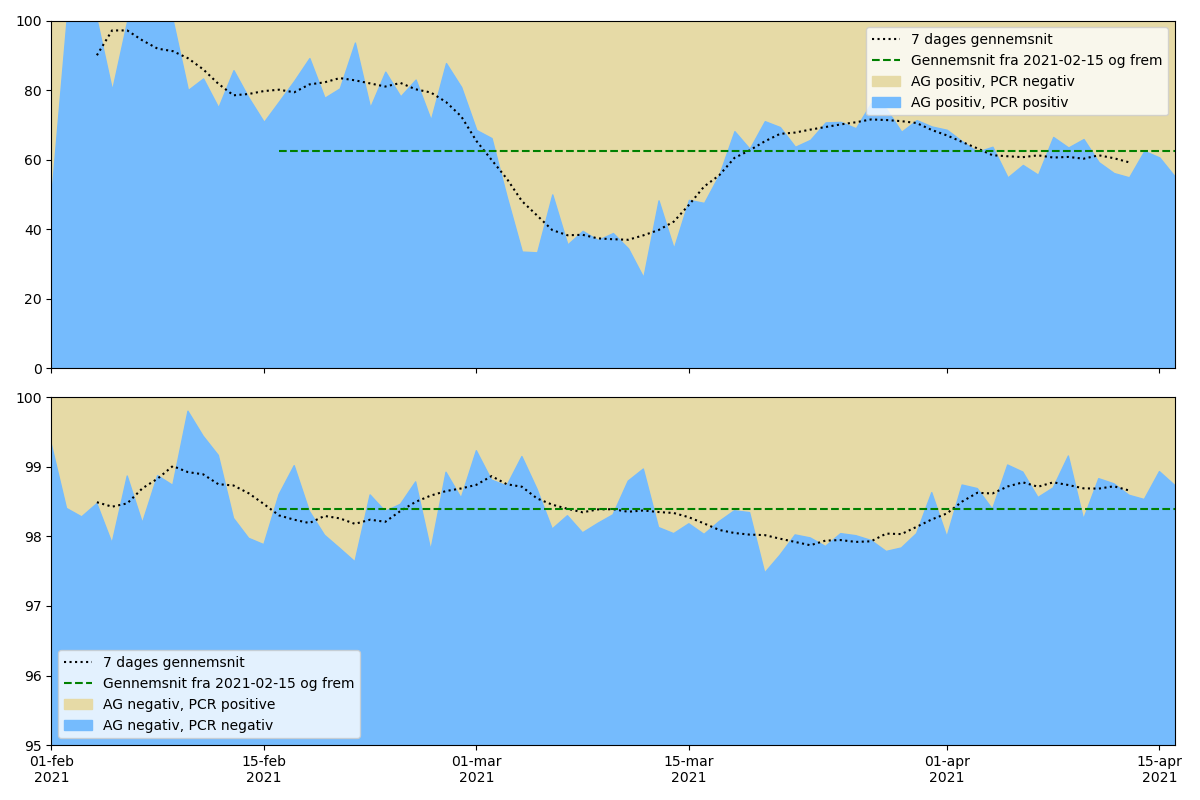 100
80
60
40
20
0
7 dages gennemsnit
Gennemsnit fra 2021-02-15 og frem
AG positiv, PCR negativ
AG positiv, PCR positiv
100
99
98
97
96
95
7 dages gennemsnit
Gennemsnit fra 2021-02-15 og frem
AG negativ, PCR positive
AG negativ, PCR negativ
01-feb 15-feb 01-mar 15-mar 01-apr 15-apr
2021 2021 2021 2021 2021 2021